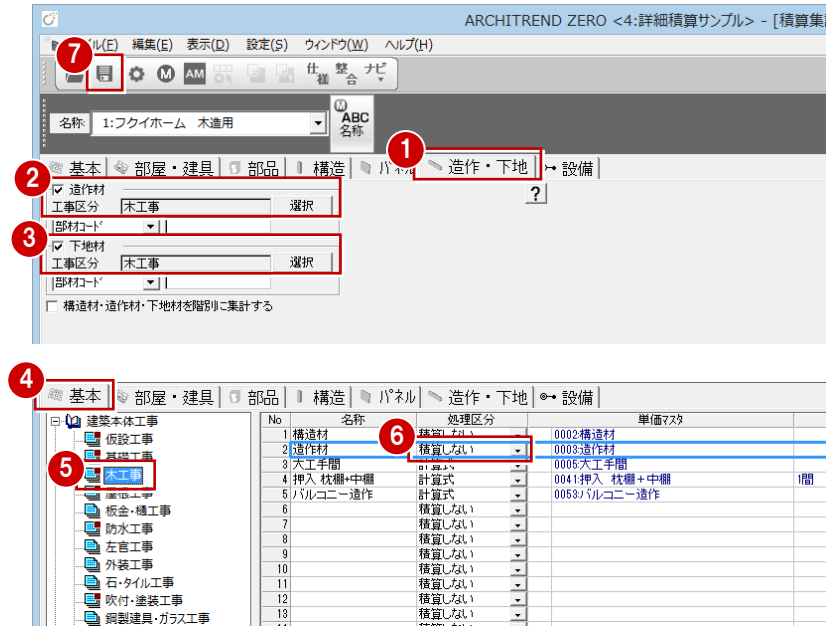 ARCHITREND ZERO <4:詳細積算サンプル> - [積算集計
ル(F) 編集(E) 表示(D) 設定(S) ウィンドウ(W) ヘルプ(H)
7
M AM 仕様 整合 ナビ
名称: 1:フクイホーム 木造用
M ABC 名称
1
基本 部屋・建具 部品 構造 パネル 造作・下地 設備
2
造作材
工事区分 木工事 選択
?
部材コード
3
下地材
工事区分 木工事 選択
部材コード
構造材・造作材・下地材を階別に集計する
4
基本 部屋・建具 部品 構造 パネル 造作・下地 設備
建築本体工事
仮設工事
基礎工事
5
木工事
屋根工事
板金・樋工事
防水工事
左官工事
外装工事
石・タイル工事
吹付・塗装工事
鋼製建具・ガラス工事
No 名称 処理区分 単価マスタ
6
1 構造材 積算しない 0002:構造材
2 造作材 積算しない 0003:造作材
3 大工手間 計算式 0005:大工手間
4 押入 枕棚+中棚 計算式 0041:押入 枕棚+中棚 1間
5 バルコニー造作 計算式 0053:バルコニー造作
6 積算しない
7 積算しない
8 積算しない
9 積算しない
10 積算しない
11 積算しない
12 積算しない
13 積算しない